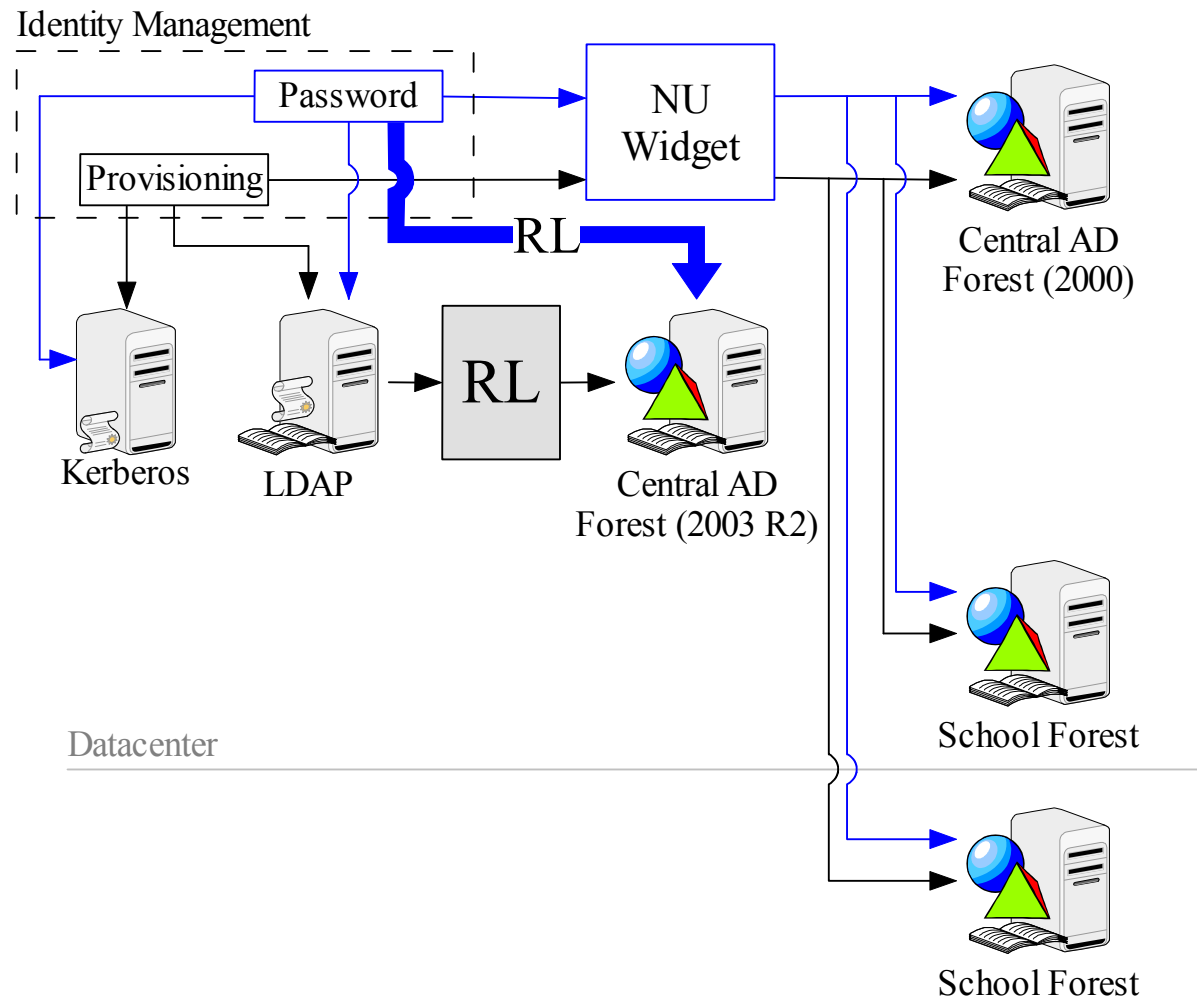 Identity Management
Password
NU
Widget
Provisioning
RL
Central AD
Forest (2000)
RL
Kerberos
LDAP
Central AD
Forest (2003 R2)
School Forest
Datacenter
School Forest